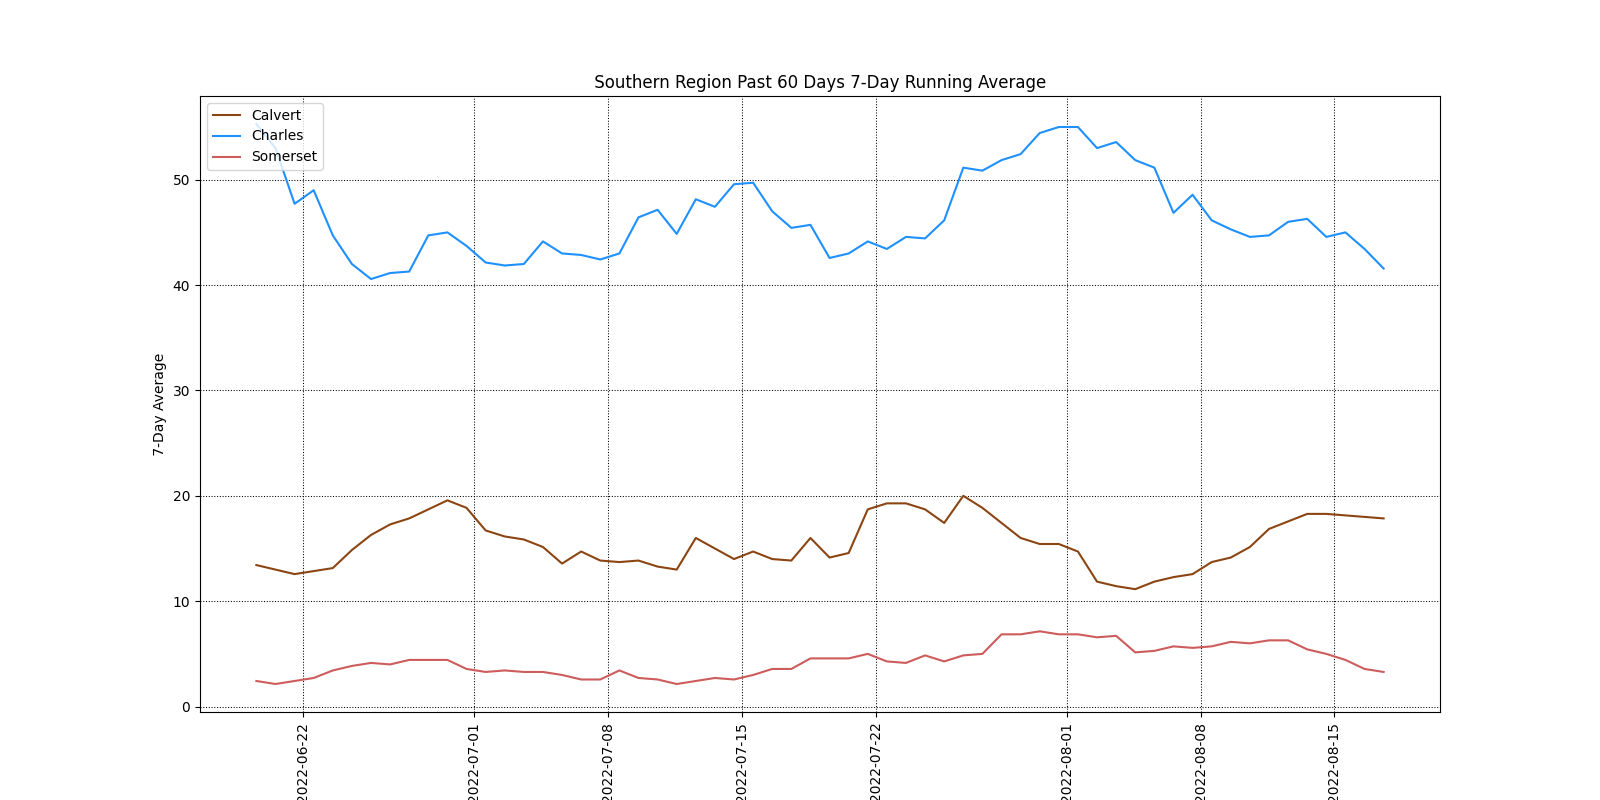 Southern Region Past 60 Days 7-Day Running Average
Calvert
Charles
Somerset
7-Day Average
50
40
30
20
10
0
2022-06-22
2022-07-01
2022-07-08
2022-07-15
2022-07-22
2022-08-01
2022-08-08
2022-08-15